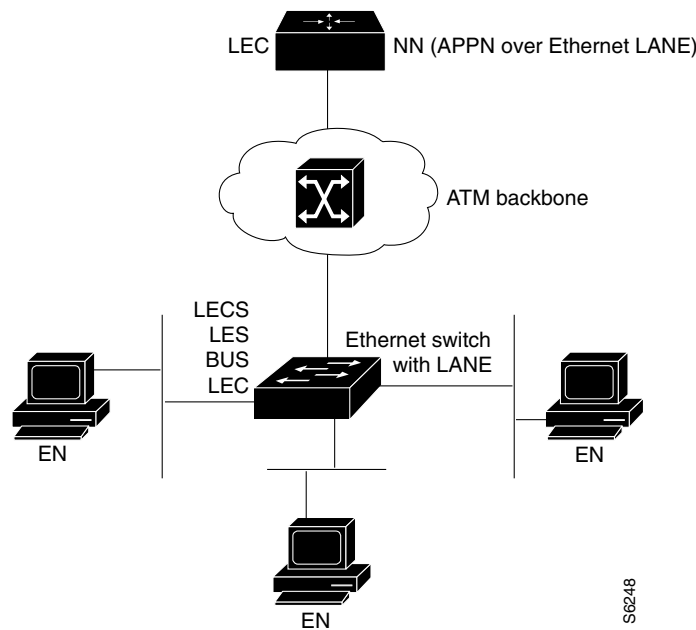 LEC
NN (APPN over Ethernet LANE)
ATM backbone
LECS
LES
BUS
LEC
Ethernet switch
with LANE
EN
EN
EN
S6248